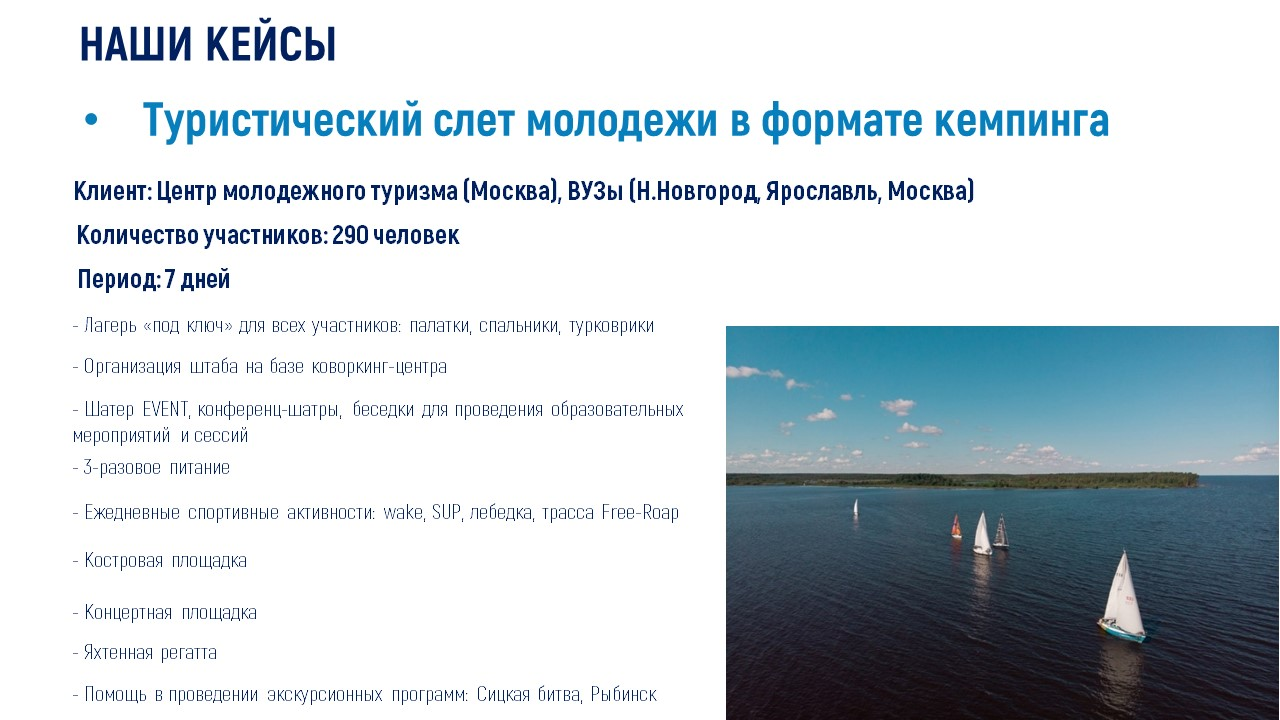 НАШИ КЕЙСЫ
• Туристический слет молодежи в формате кемпинга
Клиент: Центр молодежного туризма (Москва), ВУЗы (Н.Новгород, Ярославль, Москва)
Количество участников: 290 человек
Период: 7 дней
- Лагерь «под ключ» для всех участников: палатки, спальники, турковрики
- Организация штаба на базе коворкинг-центра
- Шатер EVENT, конференц-шатры, беседки для проведения образовательных
мероприятий и сессий
- 3-разовое питание
- Ежедневные спортивные активности: wake, SUP, лебедка, трасса Free-Roap
- Костровая площадка
- Концертная площадка
- Яхтенная регатта
- Помощь в проведении экскурсионных программ: Сицкая битва, Рыбинск